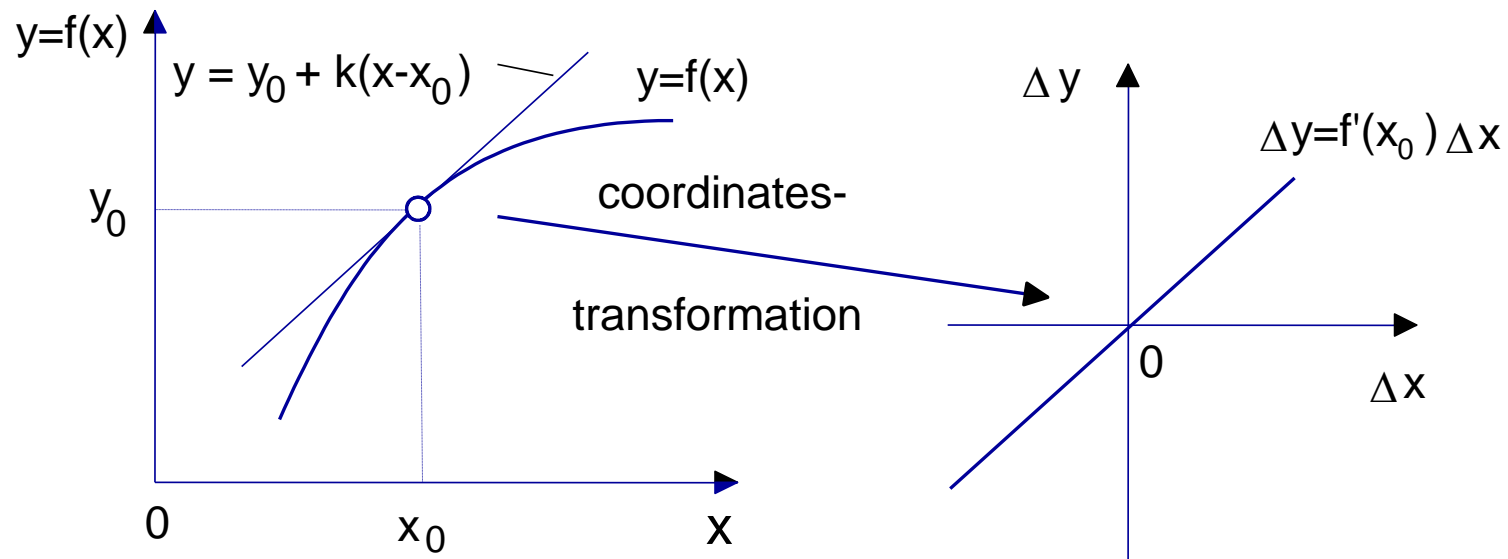 y=f(x)
y = y₀ + k(x-x₀)
y=f(x)
y₀
coordinates-
transformation
0
x₀
x
Δy
Δy=f'(x₀)Δx
0
Δx